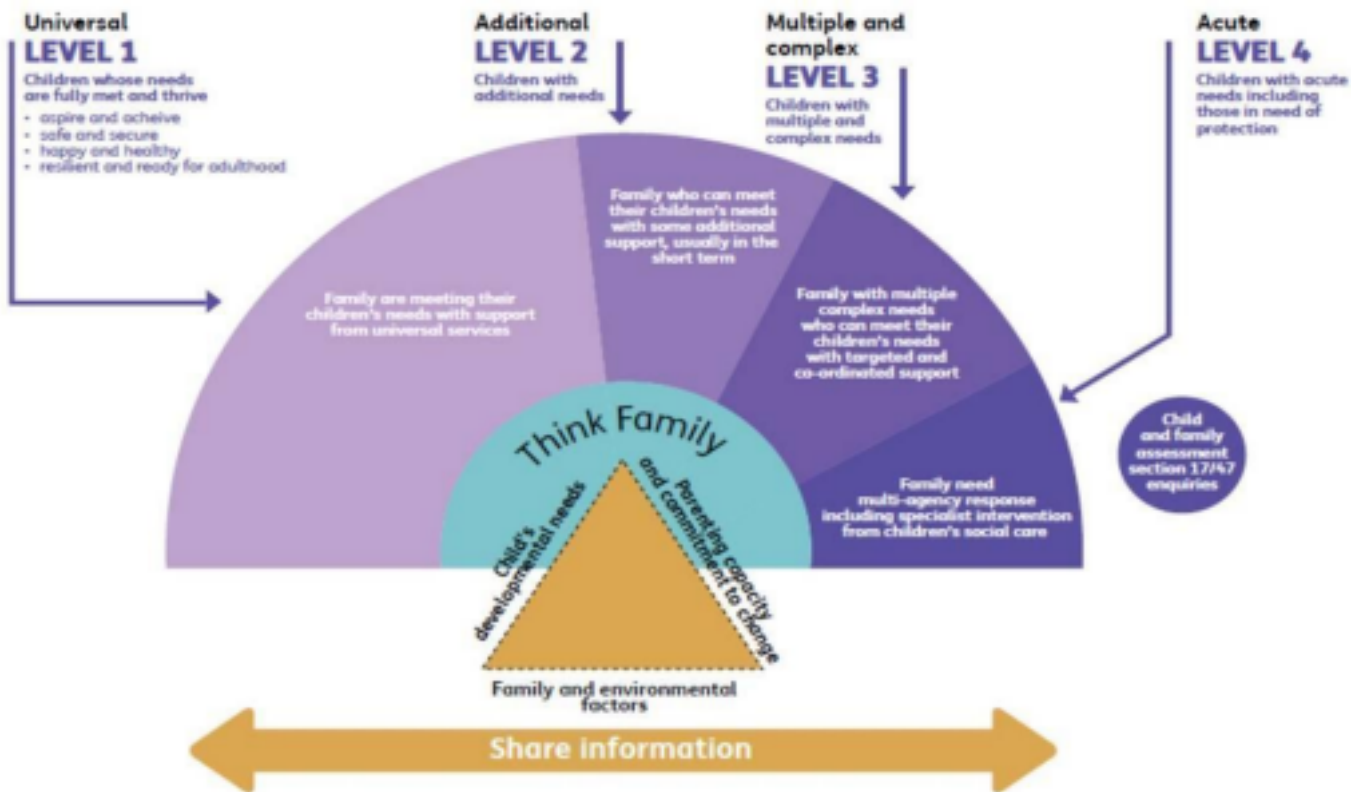 Universal
LEVEL 1
Children whose needs
are fully met and thrive
• aspire and acheive
• safe and secure
• happy and healthy
• resilient and ready for adulthood
Additional
LEVEL 2
Children with
additional needs
Multiple and
complex
LEVEL 3
Children with
multiple and
complex needs
Acute
LEVEL 4
Children with acute
needs including
those in need of
protection
Family are meeting their
children's needs with support
from universal services
Family who can meet
their children's needs
with some additional
support, usually in the
short term
Family with multiple
complex needs
who can meet their
children's needs
with targeted and
co-ordinated support
Family need
multi-agency response
including specialist intervention
from children's social care
Child
and family
assessment
section 17/47
enquiries
Think Family
Child's
developmental needs
Parenting capacity
and commitment to change
Family and environmental
factors
Share information